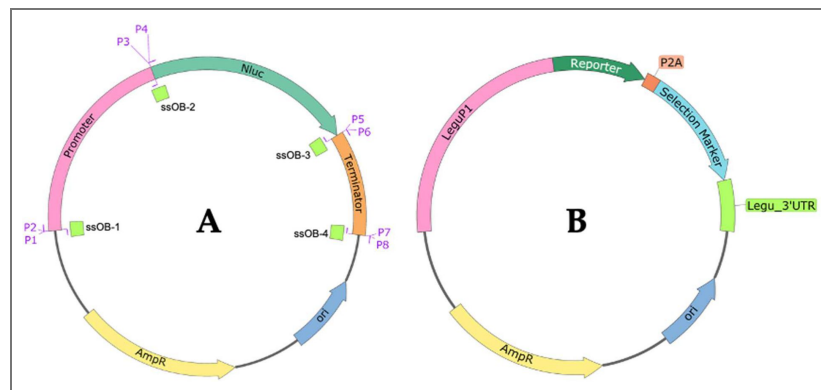 P4
P3
Nluc
ssOB-2
Promoter
P5
P6
ssOB-3
Terminator
P2
P1
ssOB-1
A
ssOB-4
P7
P8
AmpR
ori
Reporter
P2A
Selection Marker
LeguP1
Legu_3'UTR
B
AmpR
ori